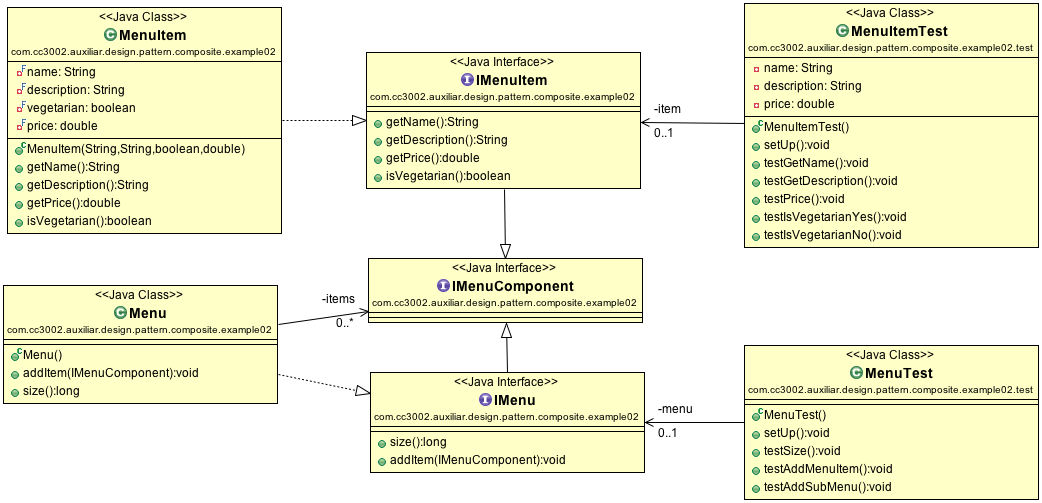 <<Java Class>>
MenuItem
com.cc3002.auxiliar.design.pattern.composite.example02
name: String
description: String
vegetarian: boolean
price: double
MenuItem(String,String,boolean,double)
getName():String
getDescription():String
getPrice():double
isVegetarian():boolean
<<Java Interface>>
IMenuItem
com.cc3002.auxiliar.design.pattern.composite.example02
getName():String
getDescription():String
getPrice():double
isVegetarian():boolean
-item
0..1
<<Java Class>>
MenuItemTest
com.cc3002.auxiliar.design.pattern.composite.example02.test
name: String
description: String
price: double
MenuItemTest()
setUp():void
testGetName():void
testGetDescription():void
testPrice():void
testIsVegetarianYes():void
testIsVegetarianNo():void
<<Java Class>>
Menu
com.cc3002.auxiliar.design.pattern.composite.example02
Menu()
addItem(IMenuComponent):void
size():long
-items
0..*
<<Java Interface>>
IMenuComponent
com.cc3002.auxiliar.design.pattern.composite.example02
<<Java Interface>>
IMenu
com.cc3002.auxiliar.design.pattern.composite.example02
size():long
addItem(IMenuComponent):void
-menu
0..1
<<Java Class>>
MenuTest
com.cc3002.auxiliar.design.pattern.composite.example02.test
MenuTest()
setUp():void
testSize():void
testAddMenuItem():void
testAddSubMenu():void